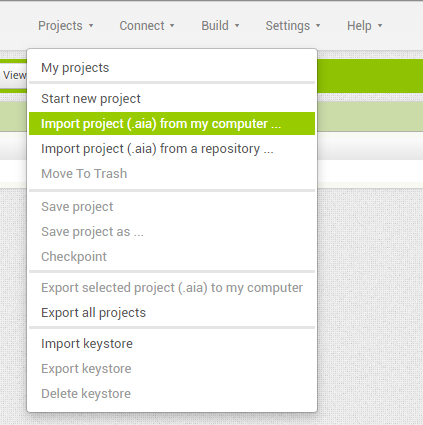 Projects Connect Build Settings Help
View
My projects
Start new project
Import project (.aia) from my computer ...
Import project (.aia) from a repository ...
Move To Trash
Save project
Save project as ...
Checkpoint
Export selected project (.aia) to my computer
Export all projects
Import keystore
Export keystore
Delete keystore